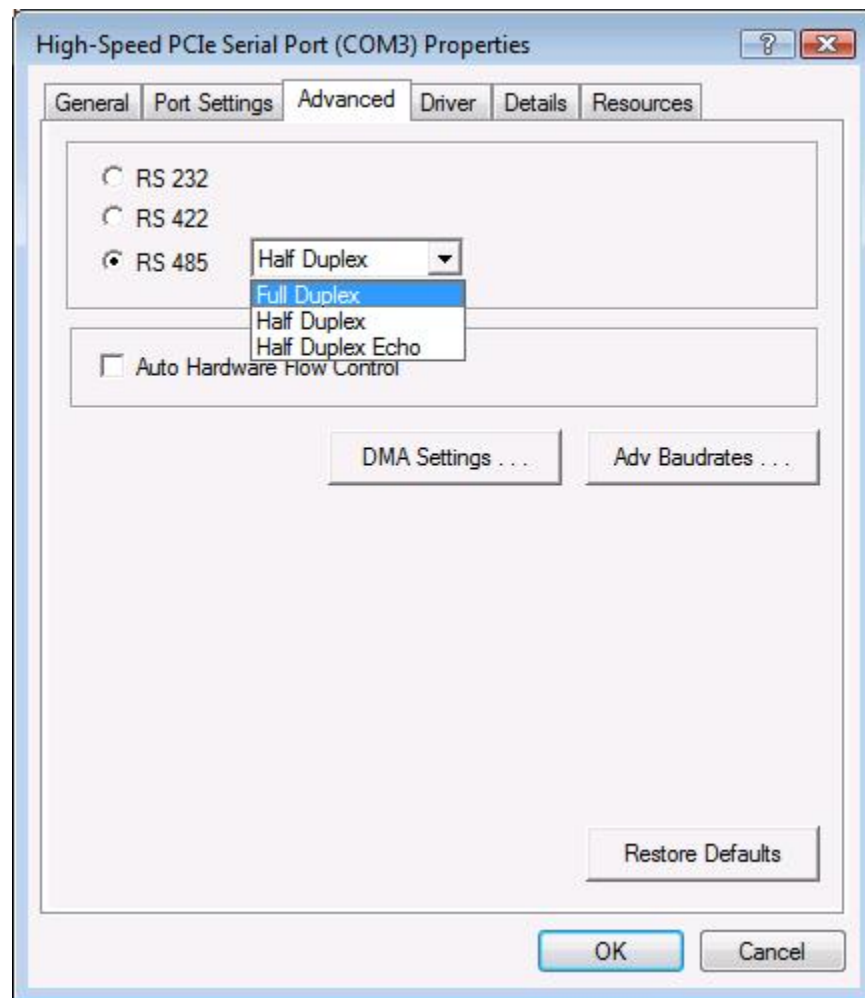 High-Speed PCIe Serial Port (COM3) Properties
General Port Settings Advanced Driver Details Resources
RS 232
RS 422
RS 485 Half Duplex
Full Duplex
Half Duplex
Half Duplex Echo
Auto Hardware Flow Control
DMA Settings . . . Adv Baudrates . . .
Restore Defaults
OK Cancel